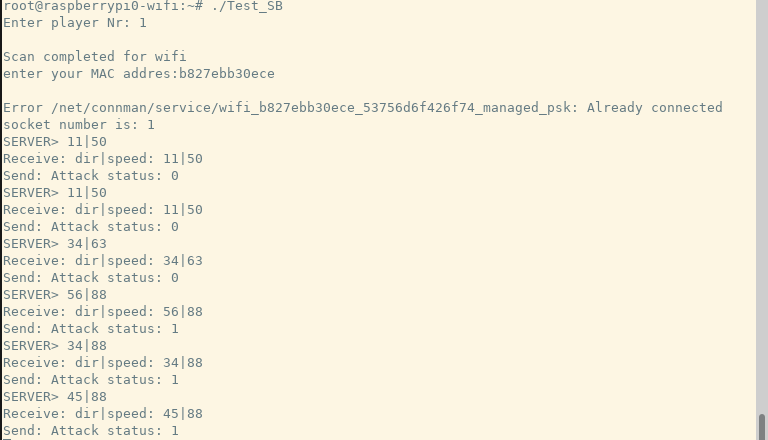 root@raspberrypi0-wifi:~# ./Test_SB
Enter player Nr: 1
Scan completed for wifi
enter your MAC addres:b827ebb30ece
Error /net/connman/service/wifi_b827ebb30ece_53756d6f426f74_managed_psk: Already connected
socket number is: 1
SERVER> 11|50
Receive: dir|speed: 11|50
Send: Attack status: 0
SERVER> 11|50
Receive: dir|speed: 11|50
Send: Attack status: 0
SERVER> 34|63
Receive: dir|speed: 34|63
Send: Attack status: 0
SERVER> 56|88
Receive: dir|speed: 56|88
Send: Attack status: 1
SERVER> 34|88
Receive: dir|speed: 34|88
Send: Attack status: 1
SERVER> 45|88
Receive: dir|speed: 45|88
Send: Attack status: 1